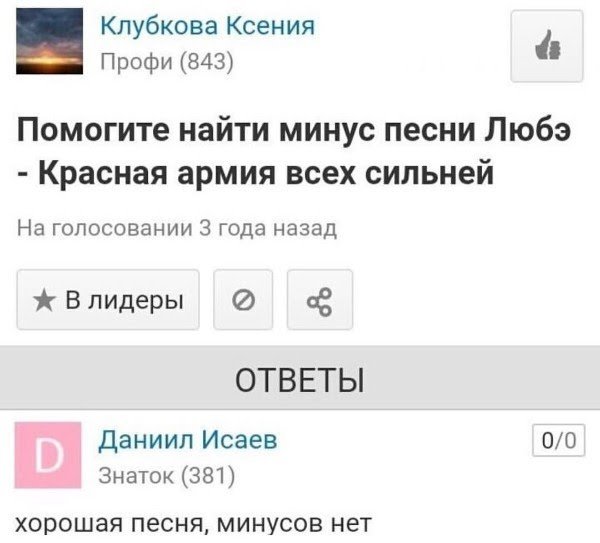 Клубкова Ксения
Профи (843)
Помогите найти минус песни Любэ
- Красная армия всех сильней
На голосовании 3 года назад
В лидеры
ОТВЕТЫ
D
Даниил Исаев
0/0
Знаток (381)
хорошая песня, минусов нет